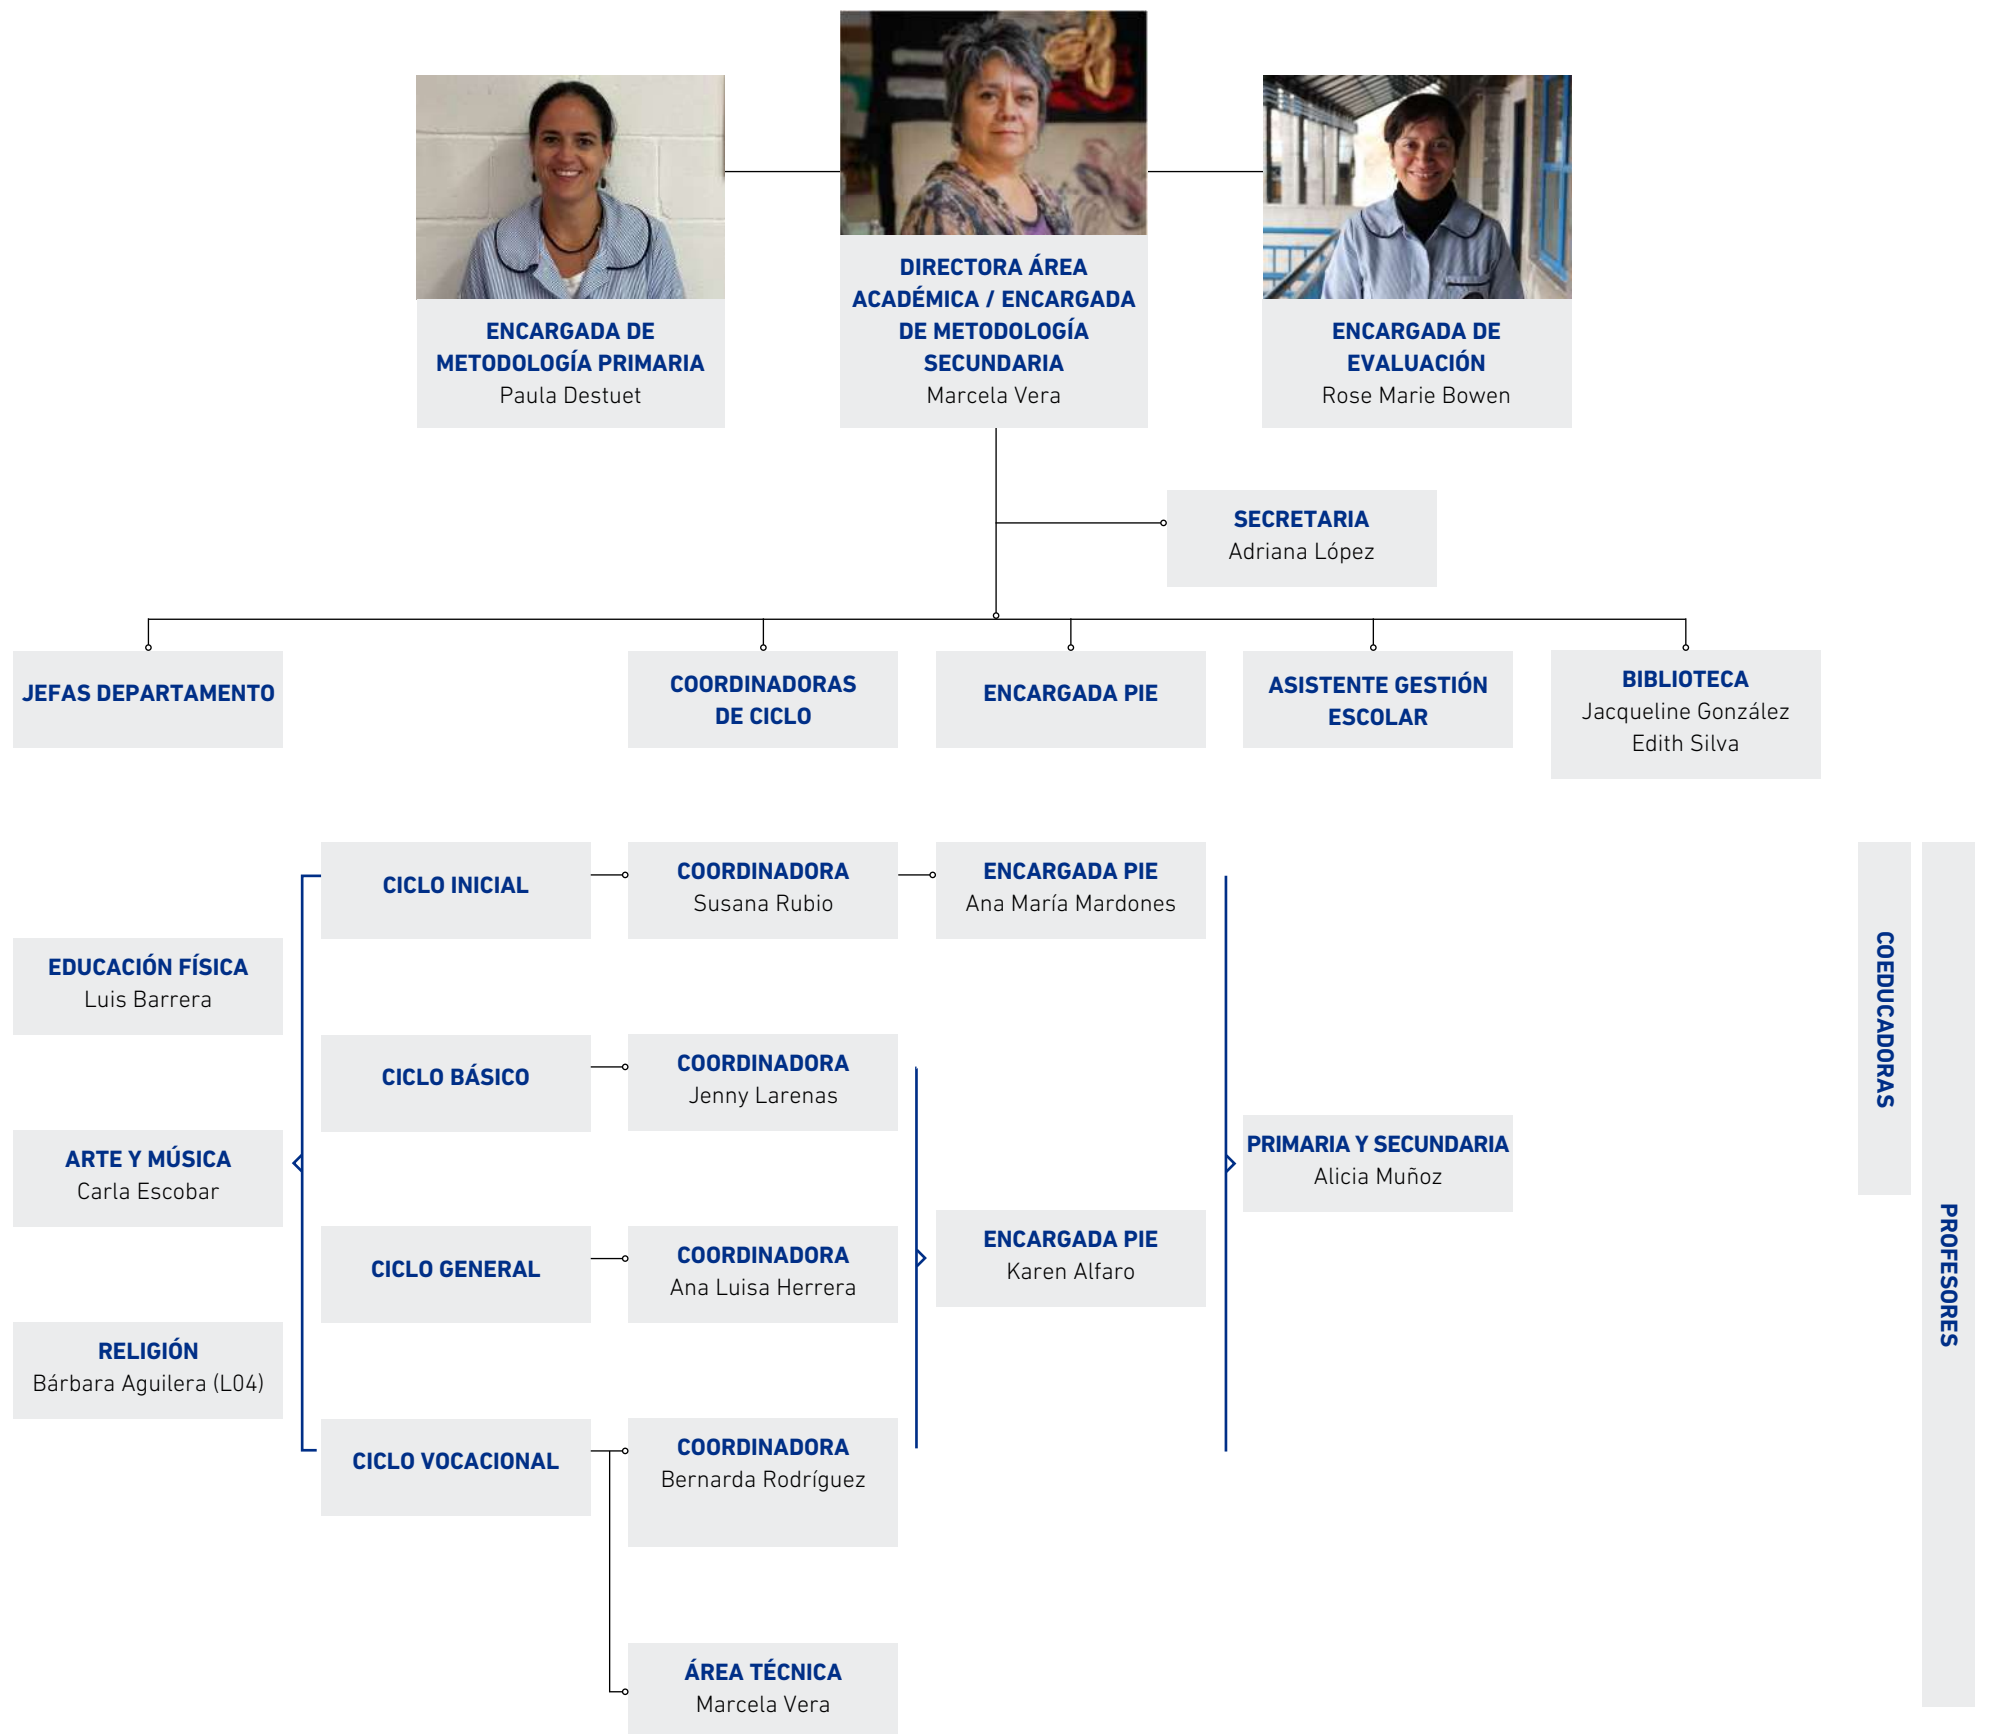 ENCARGADA DE
METODOLOGÍA PRIMARIA
Paula Destuet
DIRECTORA ÁREA
ACADÉMICA / ENCARGADA
DE METODOLOGÍA
SECUNDARIA
Marcela Vera
ENCARGADA DE
EVALUACIÓN
Rose Marie Bowen
SECRETARIA
Adriana López
JEFAS DEPARTAMENTO
COORDINADORAS
DE CICLO
ENCARGADA PIE
ASISTENTE GESTIÓN
ESCOLAR
BIBLIOTECA
Jacqueline González
Edith Silva
CICLO INICIAL
COORDINADORA
Susana Rubio
ENCARGADA PIE
Ana María Mardones
EDUCACIÓN FÍSICA
Luis Barrera
CICLO BÁSICO
COORDINADORA
Jenny Larenas
ARTE Y MÚSICA
Carla Escobar
PRIMARIA Y SECUNDARIA
Alicia Muñoz
CICLO GENERAL
COORDINADORA
Ana Luisa Herrera
ENCARGADA PIE
Karen Alfaro
RELIGIÓN
Bárbara Aguilera (L04)
CICLO VOCACIONAL
COORDINADORA
Bernarda Rodríguez
ÁREA TÉCNICA
Marcela Vera
COEDUCADORAS
PROFESORES